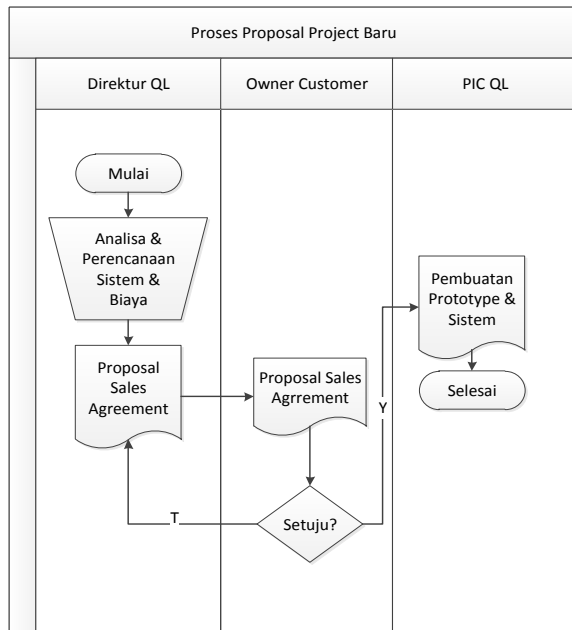 Proses Proposal Project Baru
Direktur QL
Owner Customer
PIC QL
Mulai
Analisa &
Perencanaan
Sistem &
Biaya
Proposal
Sales
Agreement
Proposal Sales
Agrrement
Setuju?
T
Y
Pembuatan
Prototype &
Sistem
Selesai